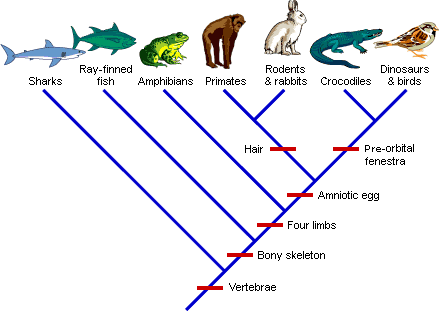 Sharks
Ray-finned
fish
Amphibians
Primates
Rodents
& rabbits
Crocodiles
Dinosaurs
& birds
Hair
Pre-orbital
fenestra
Amniotic egg
Four limbs
Bony skeleton
Vertebrae